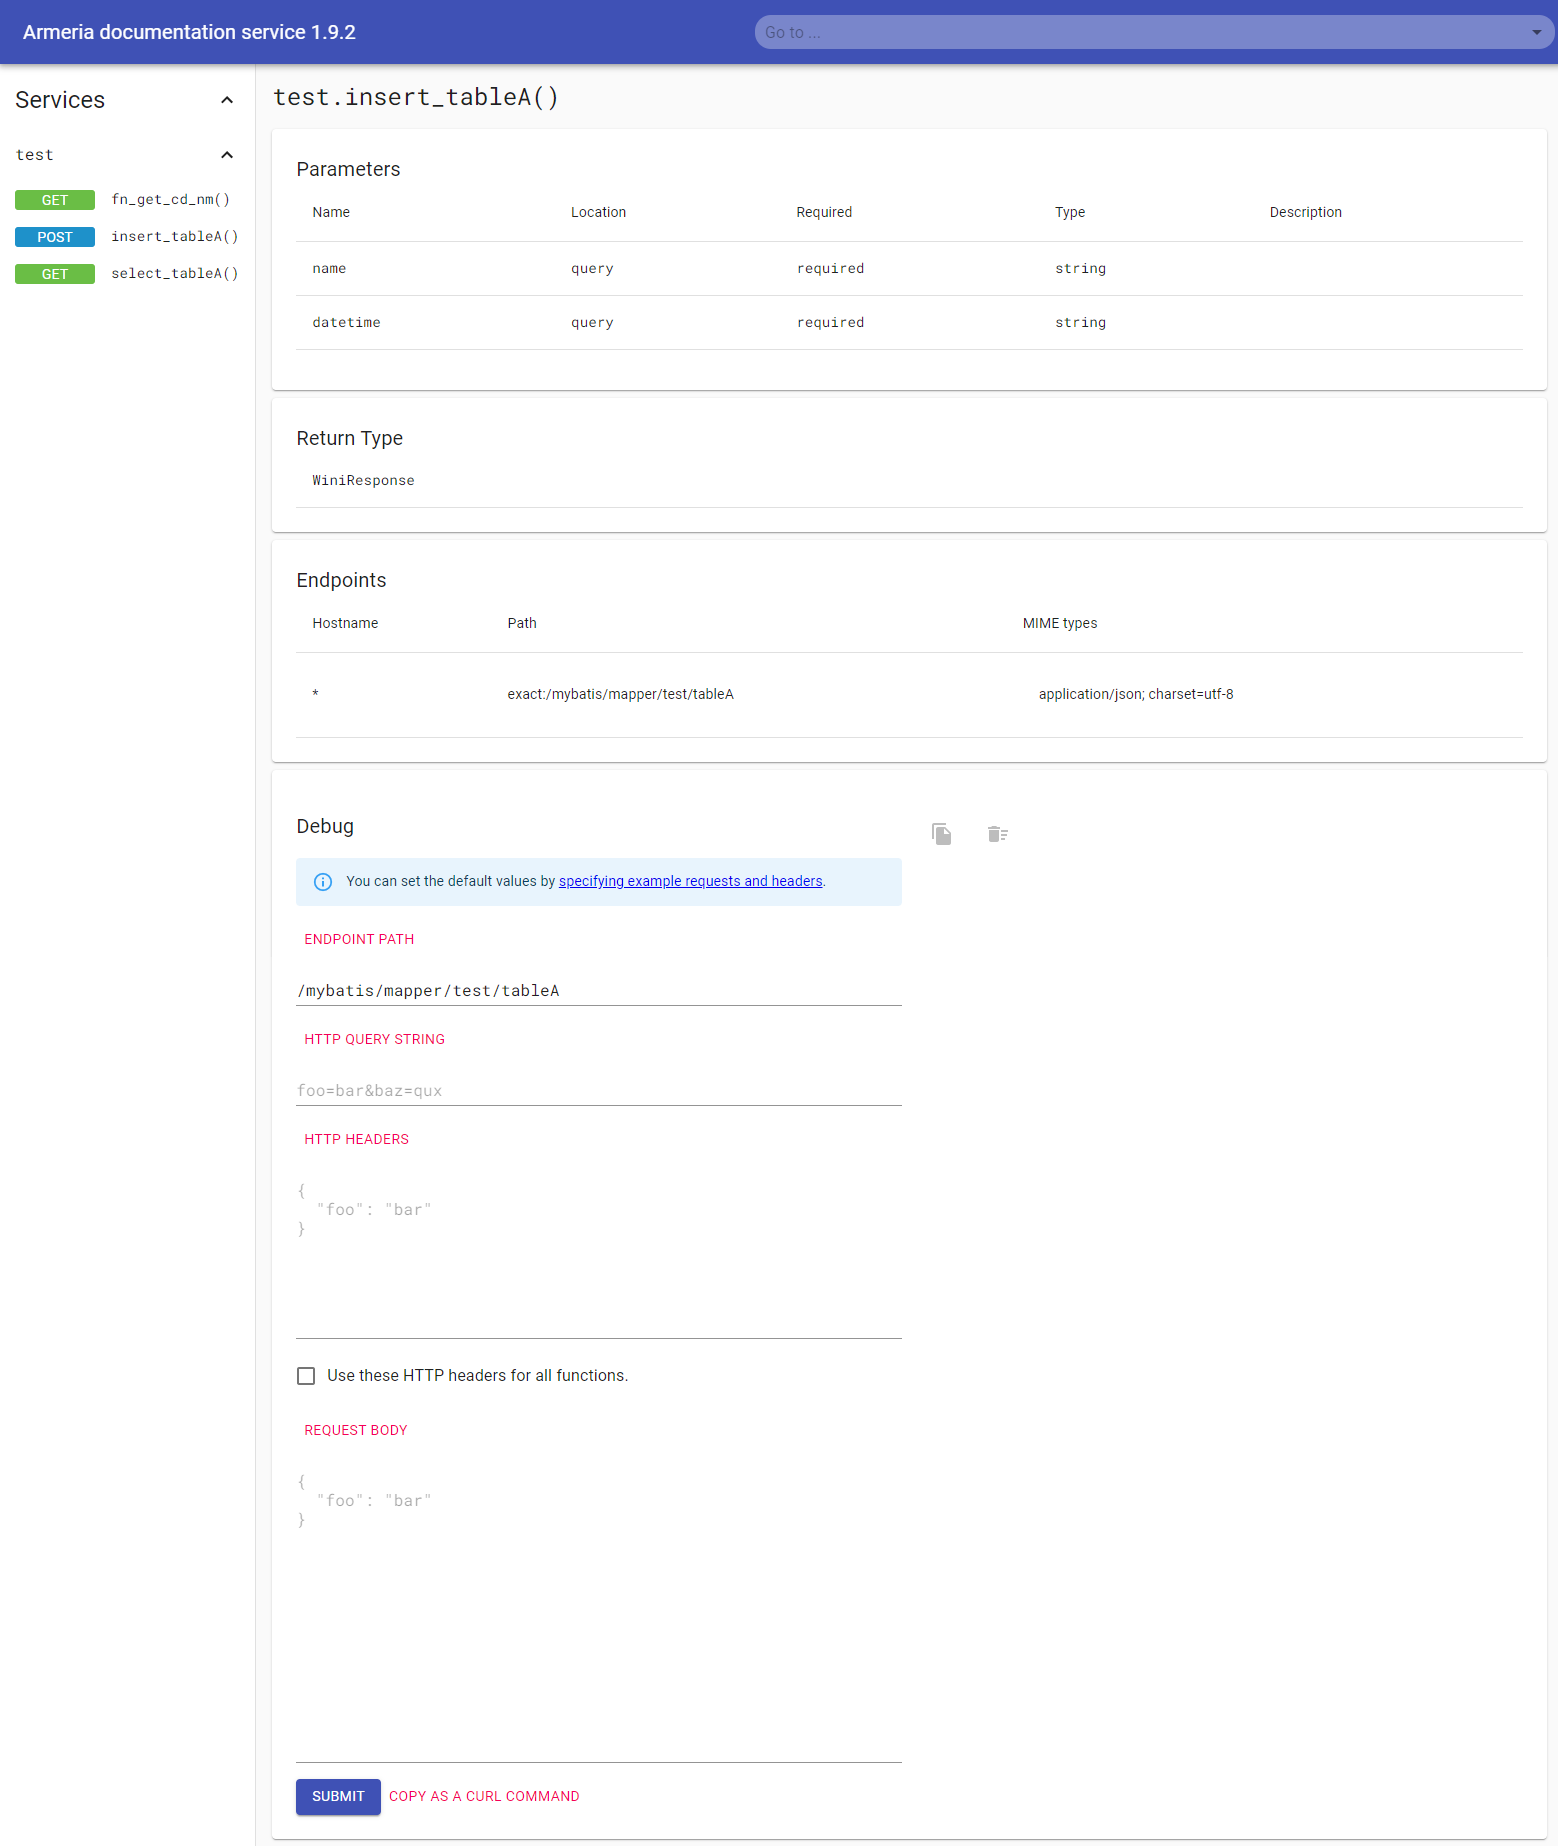 Armeria documentation service 1.9.2
Go to ...
Services
test
GET fn_get_cd_nm()
POST insert_tableA()
GET select_tableA()
test.insert_tableA()
Parameters
Name Location Required Type Description
name query required string
datetime query required string
Return Type
WiniResponse
Endpoints
Hostname Path MIME types
* exact:/mybatis/mapper/test/tableA application/json; charset=utf-8
Debug
You can set the default values by specifying example requests and headers.
ENDPOINT PATH
/mybatis/mapper/test/tableA
HTTP QUERY STRING
foo=bar&baz=qux
HTTP HEADERS
{
"foo": "bar"
}
Use these HTTP headers for all functions.
REQUEST BODY
{
"foo": "bar"
}
SUBMIT COPY AS A CURL COMMAND